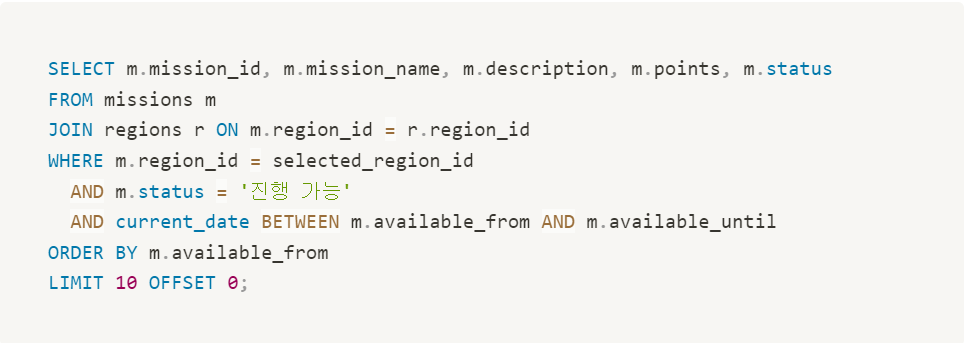 SELECT m.mission_id, m.mission_name, m.description, m.points, m.status
FROM missions m
JOIN regions r ON m.region_id = r.region_id
WHERE m.region_id = selected_region_id
  AND m.status = '진행 가능'
  AND current_date BETWEEN m.available_from AND m.available_until
ORDER BY m.available_from
LIMIT 10 OFFSET 0;